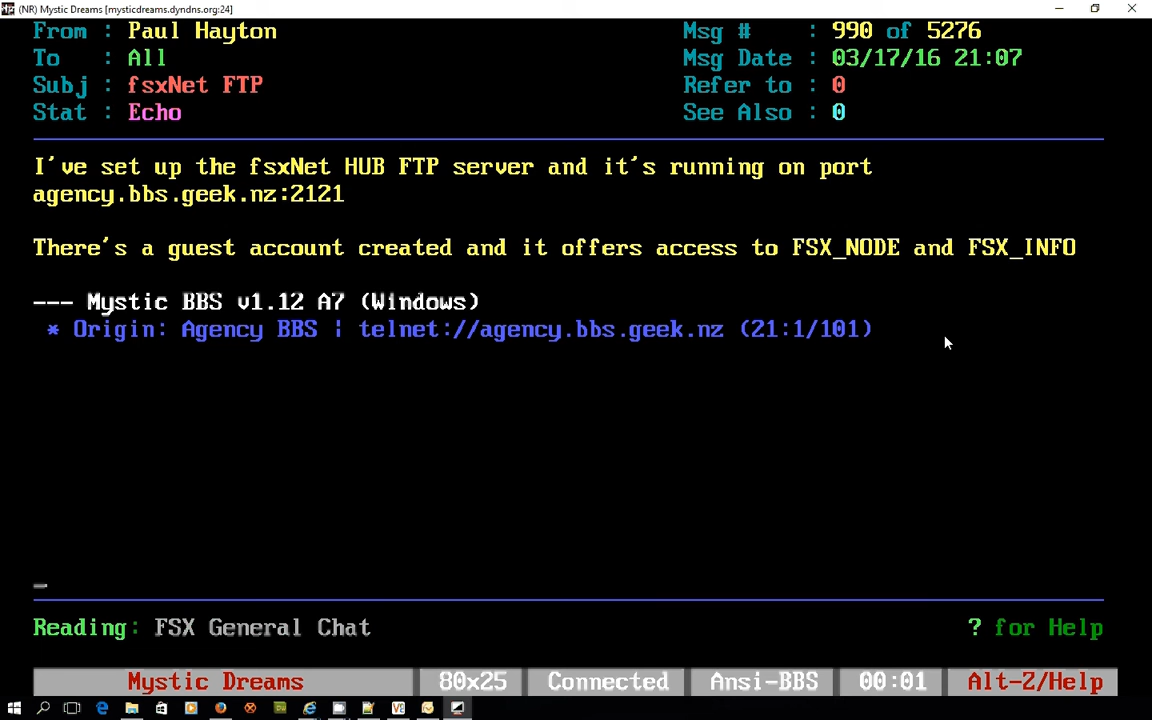 (NR) Mystic Dreams [mysticdreams.dyndns.org:24]
From : Paul Hayton Msg # : 990 of 5276
To : All Msg Date : 03/17/16 21:07
Subj : fsxNet FTP Refer to : 0
Stat : Echo See Also : 0
I've set up the fsxNet HUB FTP server and it's running on port
agency.bbs.geek.nz:2121
There's a guest account created and it offers access to FSX_NODE and FSX_INFO
--- Mystic BBS v1.12 A7 (Windows)
* Origin: Agency BBS | telnet://agency.bbs.geek.nz (21:1/101)
Reading: FSX General Chat ? for Help
Mystic Dreams 80x25 Connected Ansi-BBS 00:01 Alt-Z/Help